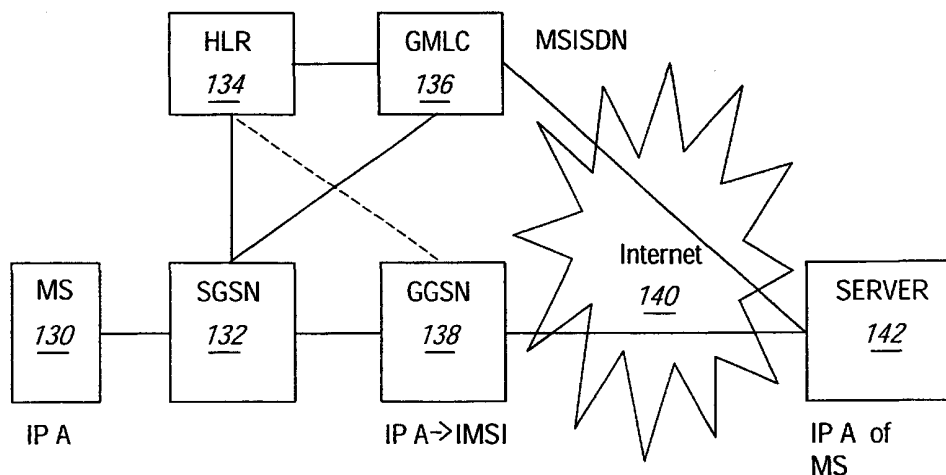 HLR
134
GMLC
136
MSISDN
MS
130
SGSN
132
GGSN
138
Internet
140
SERVER
142
IP A
IP A->IMSI
IP A of
MS